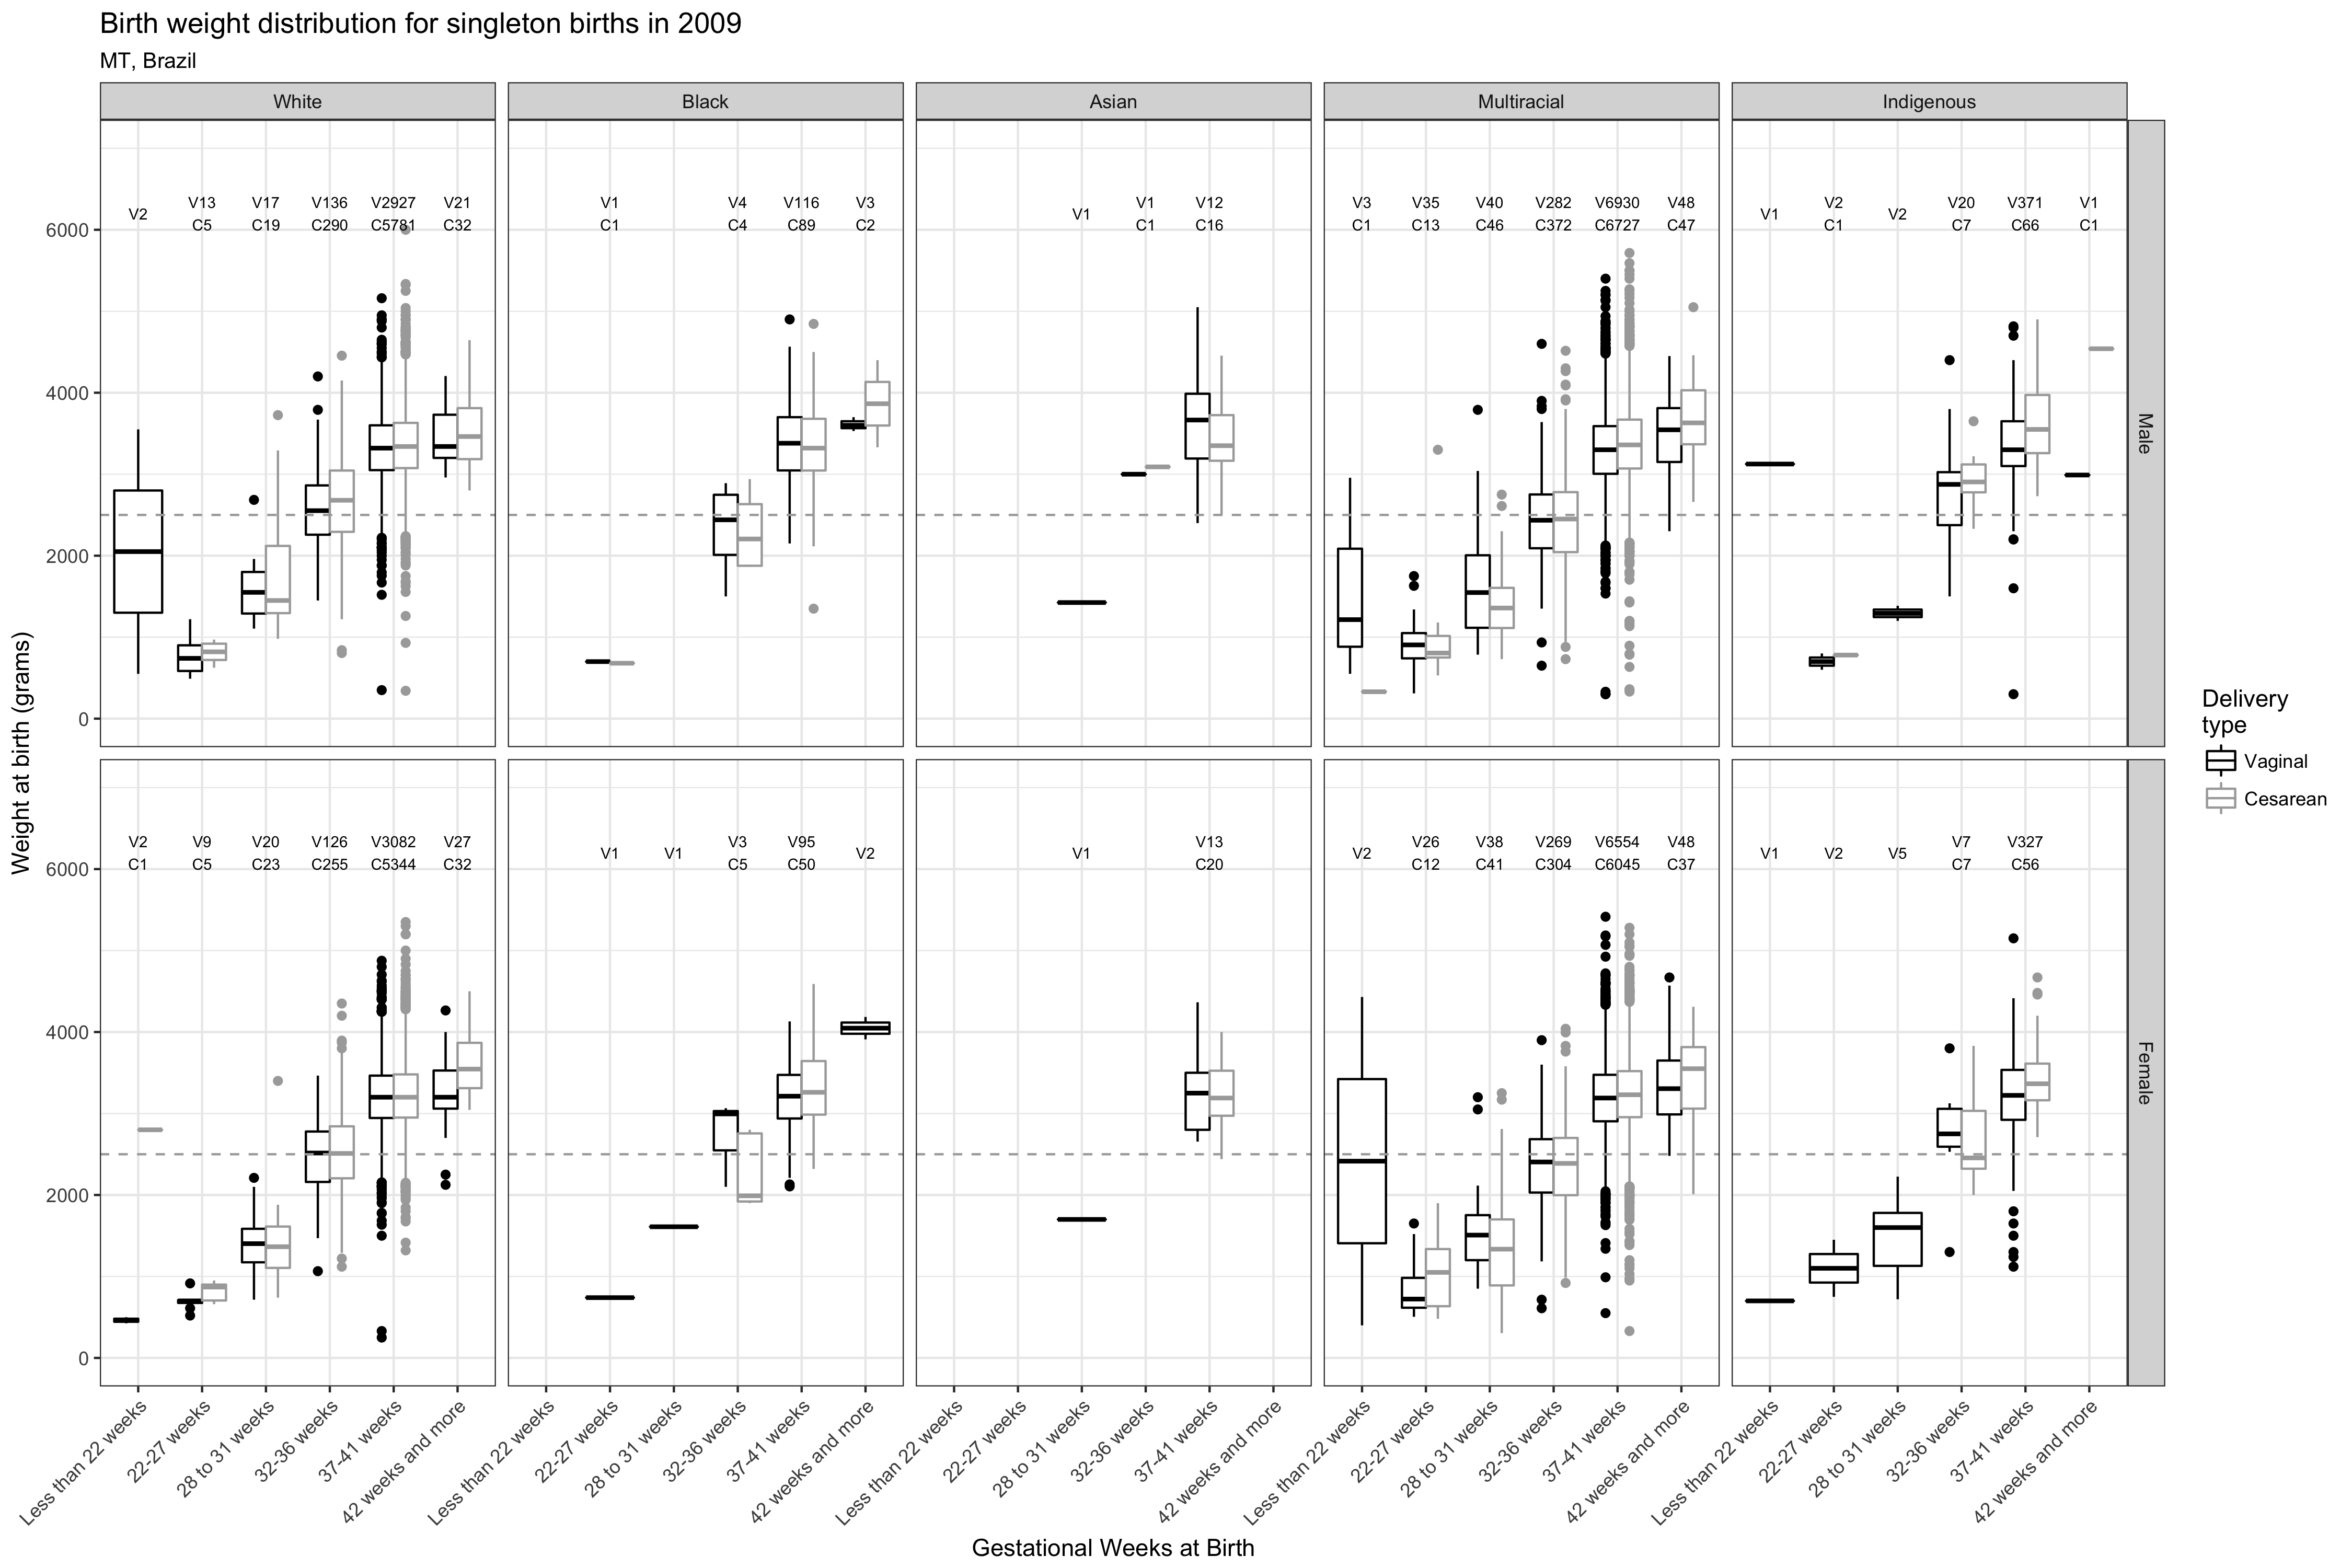 Birth weight distribution for singleton births in 2009
MT, Brazil
White
Black
Asian
Multiracial
Indigenous
V2
V13
C5
V17
C19
V136
C290
V2927
C5781
V21
C32
V1
C1
V4
C4
V116
C89
V3
C2
V1
V1
C1
V12
C16
V3
C1
V35
C13
V40
C46
V282
C372
V6930
C6727
V48
C47
V1
V2
C1
V2
V20
C7
V371
C66
V1
C1
6000
4000
2000
0
Male
Weight at birth (grams)
V2
C1
V9
C5
V20
C23
V126
C255
V3082
C5344
V27
C32
V1
V1
V3
C5
V95
C50
V2
V1
V13
C20
V2
V26
C12
V38
C41
V269
C304
V6554
C6045
V48
C37
V1
V2
V5
V7
C7
V327
C56
6000
4000
2000
0
Female
Delivery
type
Vaginal
Cesarean
Less than 22 weeks
22-27 weeks
28 to 31 weeks
32-36 weeks
37-41 weeks
42 weeks and more
Less than 22 weeks
22-27 weeks
28 to 31 weeks
32-36 weeks
37-41 weeks
42 weeks and more
Less than 22 weeks
22-27 weeks
28 to 31 weeks
32-36 weeks
37-41 weeks
42 weeks and more
Less than 22 weeks
22-27 weeks
28 to 31 weeks
32-36 weeks
37-41 weeks
42 weeks and more
Less than 22 weeks
22-27 weeks
28 to 31 weeks
32-36 weeks
37-41 weeks
42 weeks and more
Gestational Weeks at Birth